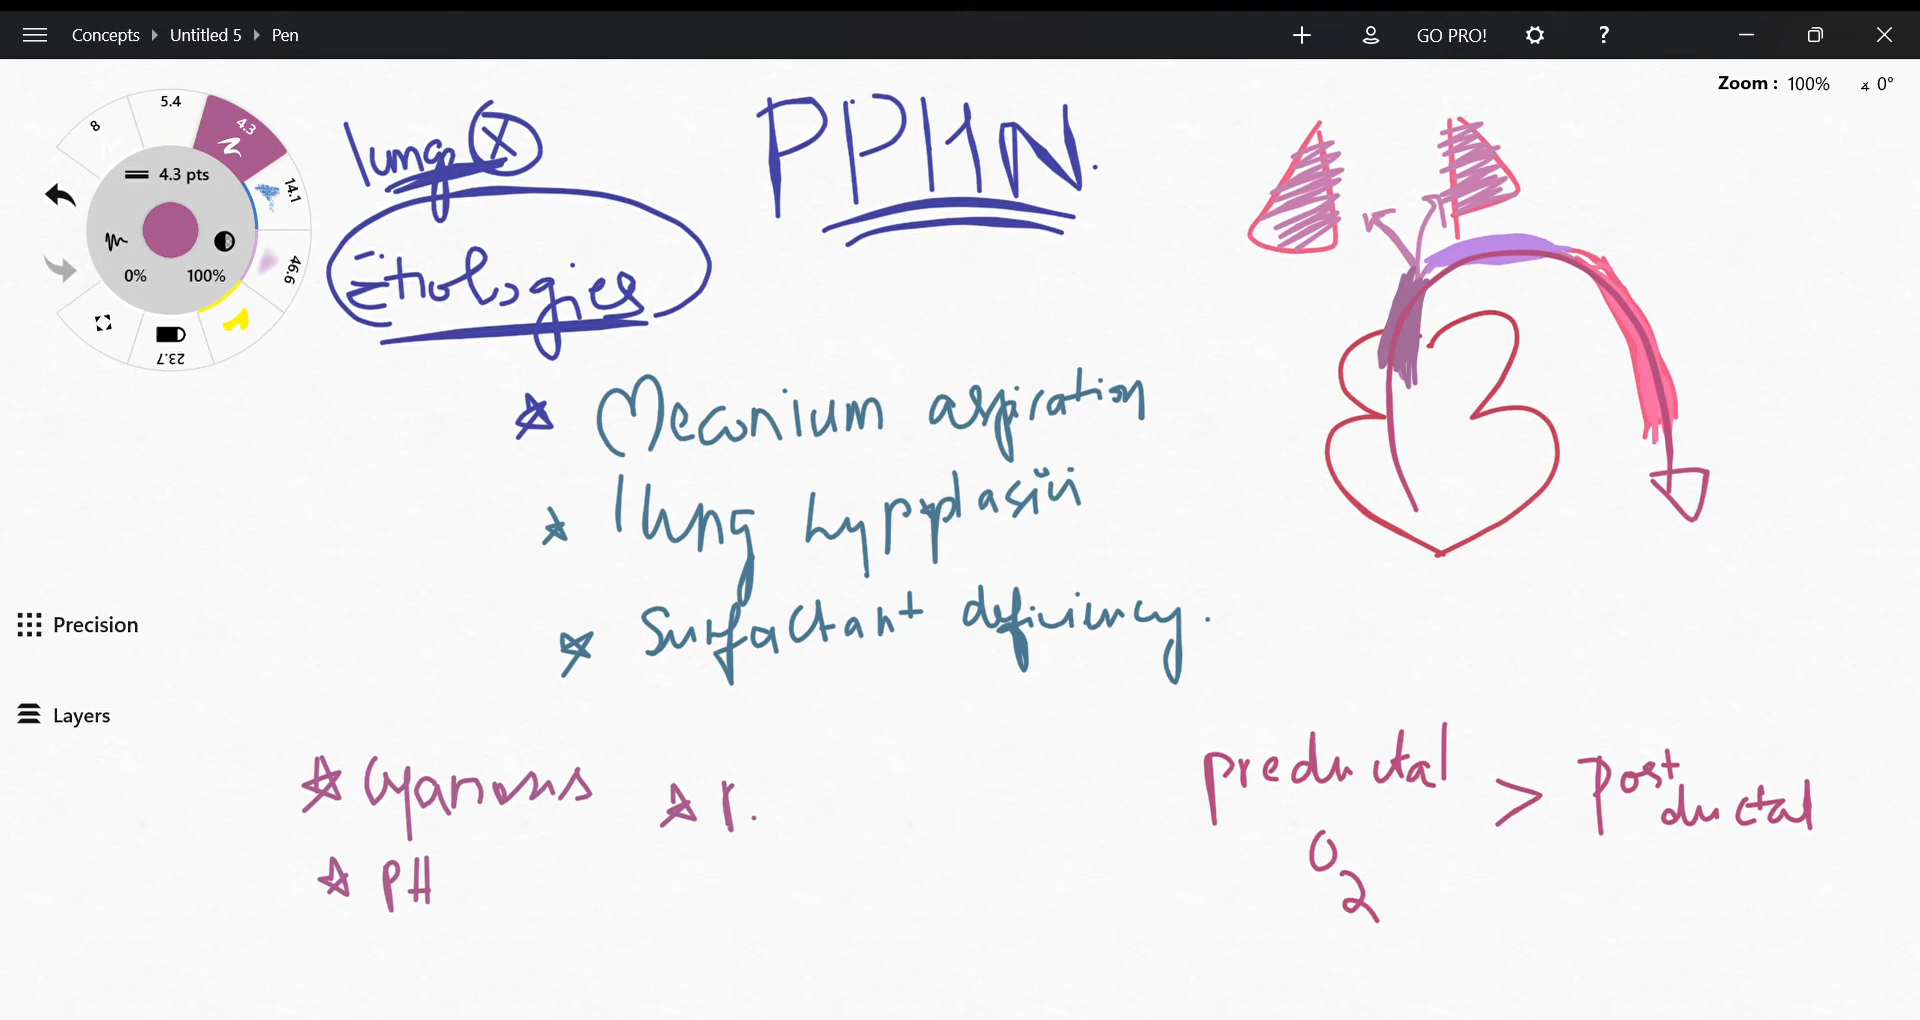 Concepts Untitled 5 Pen
GO PRO!
?
Zoom : 100% 0°
5.4
8
4.3
14.1
46.6
23.7
4.3 pts
0% 100%
lung X
PPHN.
Etiologies
Meconium aspiration
lung hypoplasia
Surfactant deficiency.
Precision
Layers
Cyanosis
PH
preductal > Post
ductal
O2